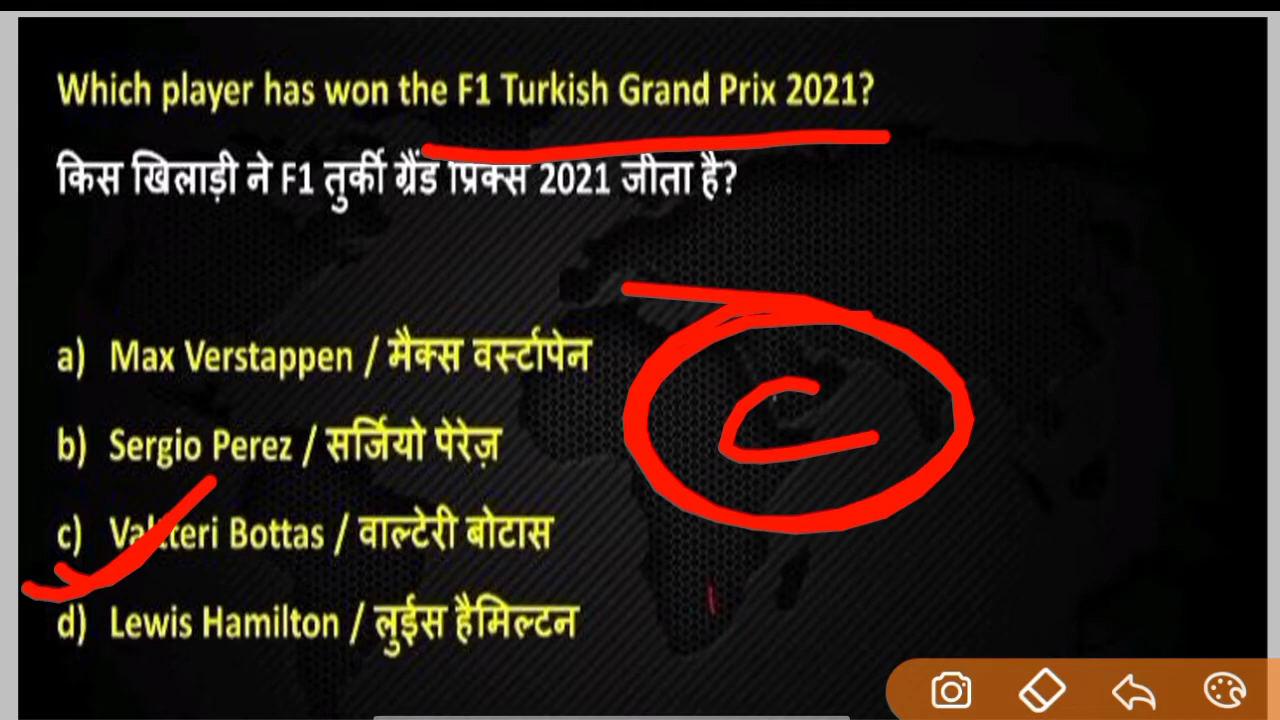 Which player has won the F1 Turkish Grand Prix 2021?
किस खिलाड़ी ने F1 तुर्की ग्रैंड प्रिक्स 2021 जीता है?
a) Max Verstappen / मैक्स वर्स्टापेन
b) Sergio Perez / सर्जियो पेरेज़
C
c) Valtteri Bottas / वाल्टेरी बोटास
d) Lewis Hamilton / लुईस हैमिल्टन